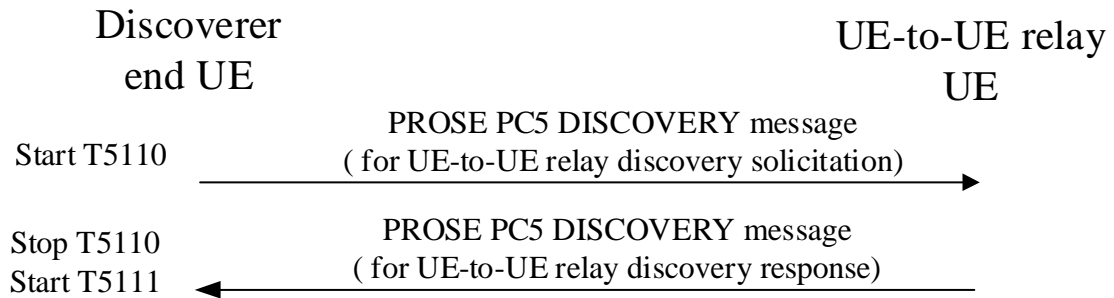 Discoverer
end UE
UE-to-UE relay
UE
Start T5110
PROSE PC5 DISCOVERY message
( for UE-to-UE relay discovery solicitation)
Stop T5110
Start T5111
PROSE PC5 DISCOVERY message
( for UE-to-UE relay discovery response)